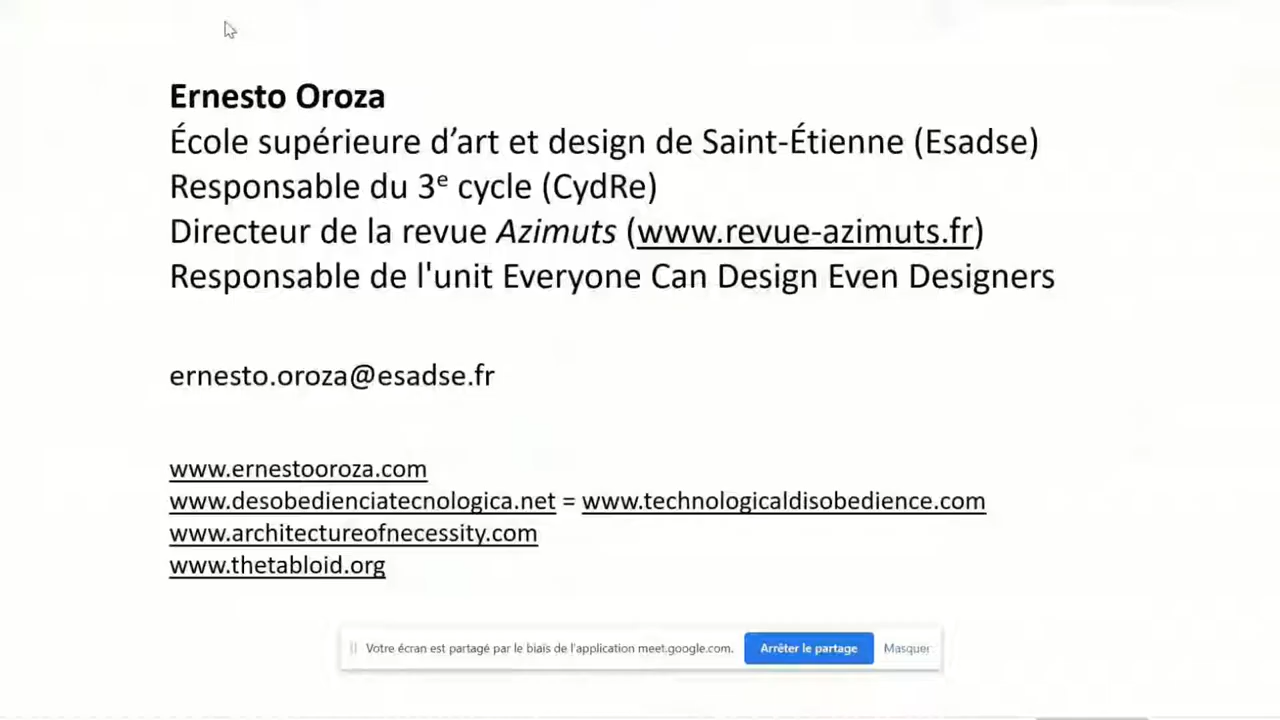 Ernesto Oroza
École supérieure d’art et design de Saint-Étienne (Esadse)
Responsable du 3e cycle (CydRe)
Directeur de la revue Azimuts (www.revue-azimuts.fr)
Responsable de l'unit Everyone Can Design Even Designers
ernesto.oroza@esadse.fr
www.ernestooroza.com
www.desobedienciatecnologica.net = www.technologicaldisobedience.com
www.architectureofnecessity.com
www.thetabloid.org
Votre écran est partagé par le biais de l'application meet.google.com. Arrêter le partage Masquer